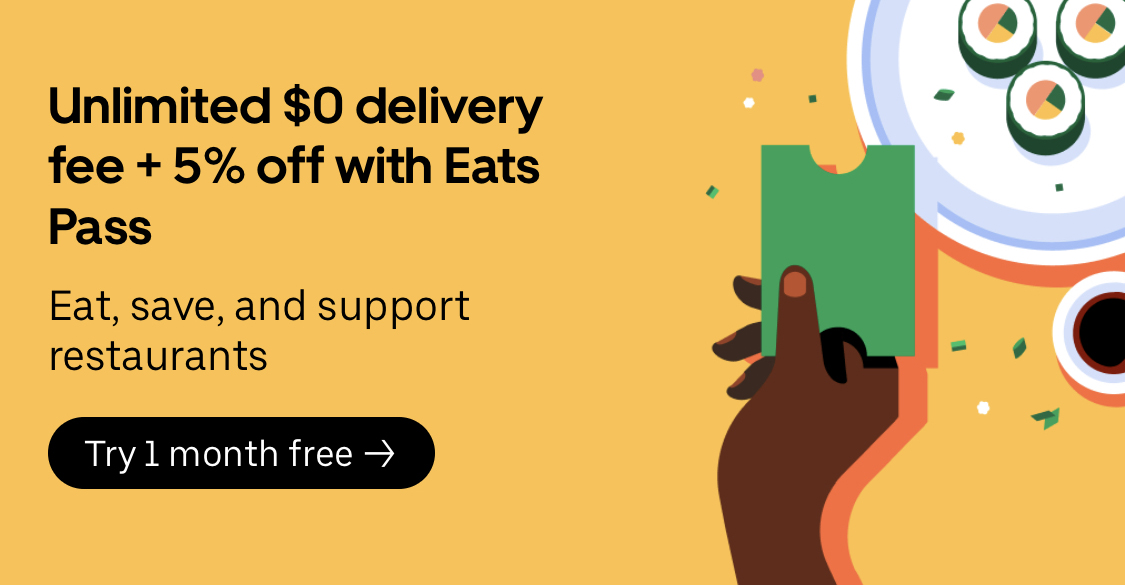 Unlimited $0 delivery
fee + 5% off with Eats
Pass
Eat, save, and support
restaurants
Try 1 month free →